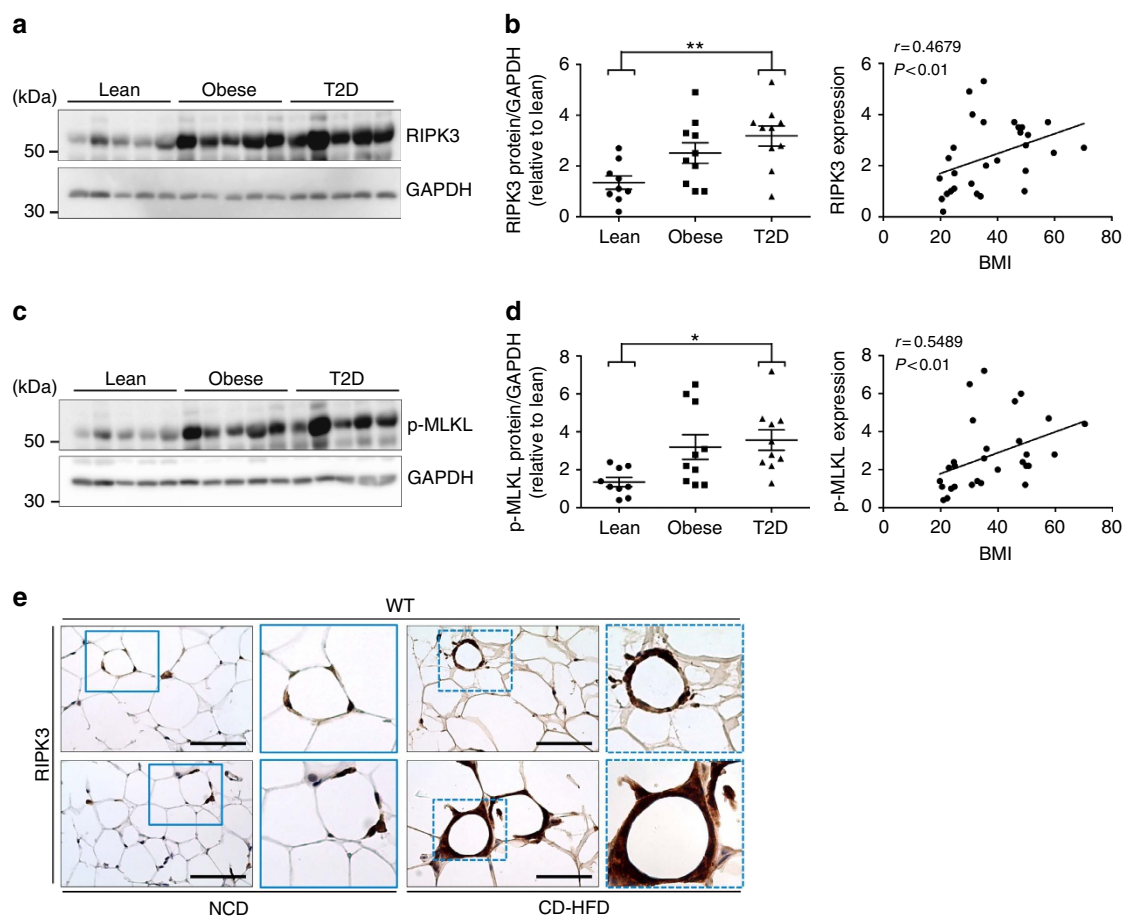 a
(kDa)
Lean Obese T2D
RIPK3
50
GAPDH
30
b
RIPK3 protein/GAPDH
(relative to lean)
6
4
2
0
**
Lean Obese T2D
RIPK3 expression
6
4
2
0
r=0.4679
P<0.01
0 20 40 60 80
BMI
c
(kDa)
Lean Obese T2D
p-MLKL
50
GAPDH
30
d
p-MLKL protein/GAPDH
(relative to lean)
8
6
4
2
0
*
Lean Obese T2D
p-MLKL expression
8
6
4
2
0
r=0.5489
P<0.01
0 20 40 60 80
BMI
e
WT
RIPK3
NCD CD-HFD